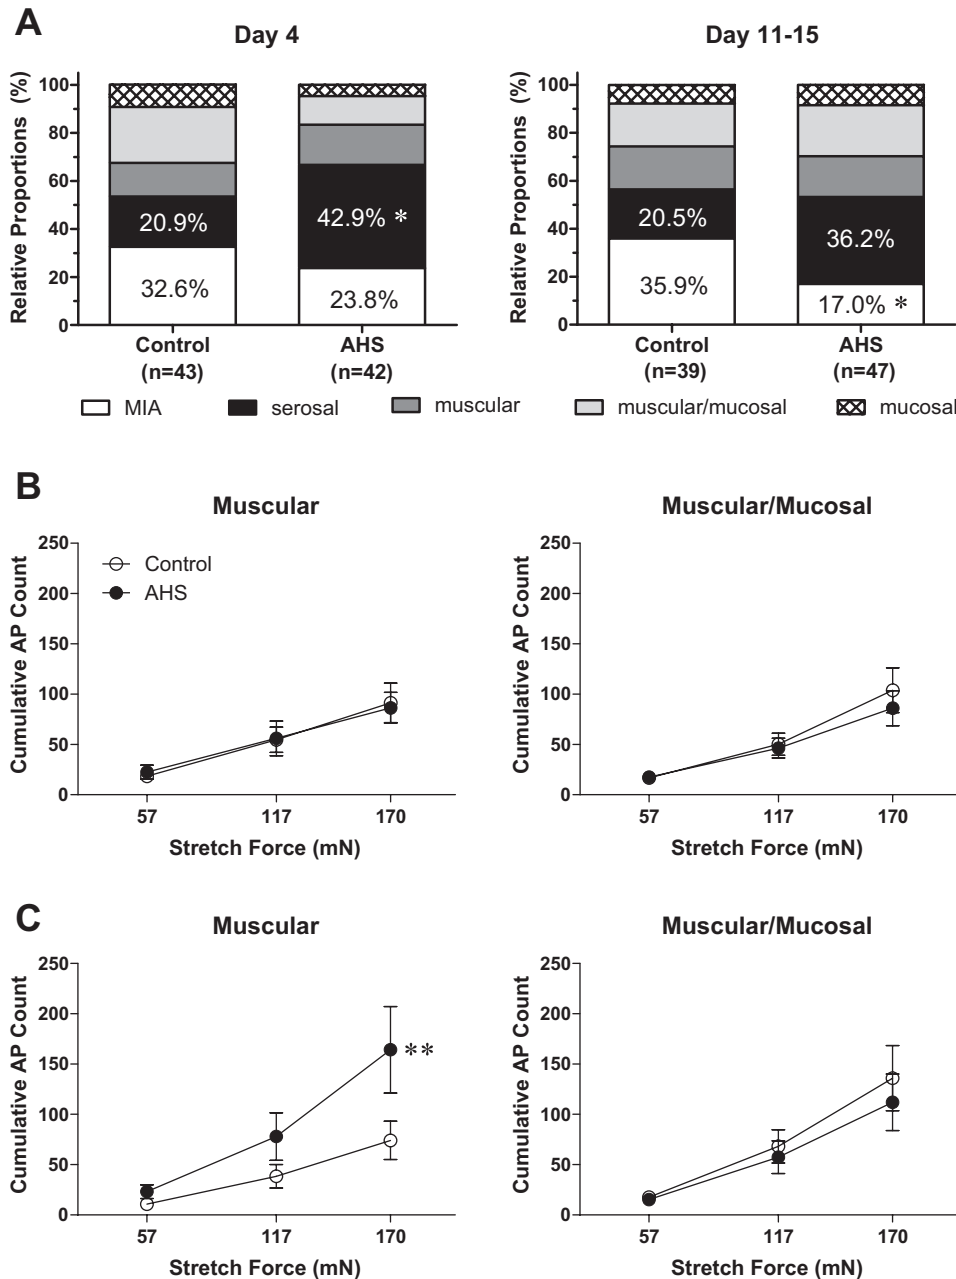 A
Day 4
Day 11-15
Relative Proportions (%)
100
80
60
40
20
0
20.9%
42.9% *
32.6%
23.8%
Control
(n=43)
AHS
(n=42)
Relative Proportions (%)
100
80
60
40
20
0
20.5%
36.2%
35.9%
17.0% *
Control
(n=39)
AHS
(n=47)
MIA serosal muscular muscular/mucosal mucosal
B
Muscular
Cumulative AP Count
250
200
150
100
50
0
Control
AHS
57 117 170
Stretch Force (mN)
Muscular/Mucosal
Cumulative AP Count
250
200
150
100
50
0
57 117 170
Stretch Force (mN)
C
Muscular
Cumulative AP Count
250
200
150
100
50
0
**
57 117 170
Stretch Force (mN)
Muscular/Mucosal
Cumulative AP Count
250
200
150
100
50
0
57 117 170
Stretch Force (mN)